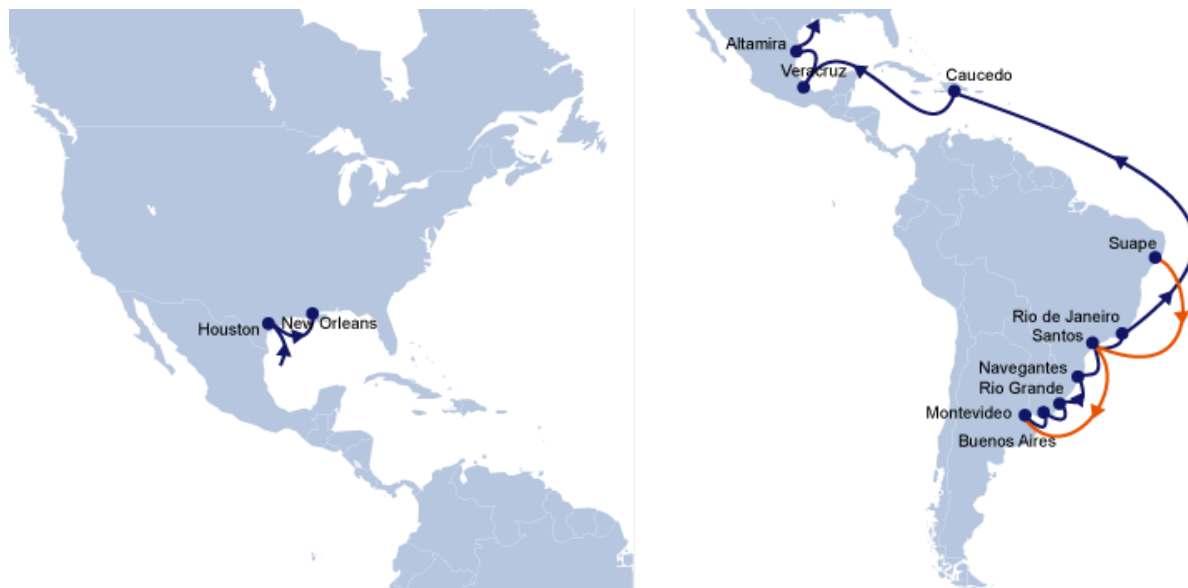 Houston
New Orleans
Altamira
Veracruz
Caucedo
Suape
Rio de Janeiro
Santos
Navegantes
Rio Grande
Montevideo
Buenos Aires